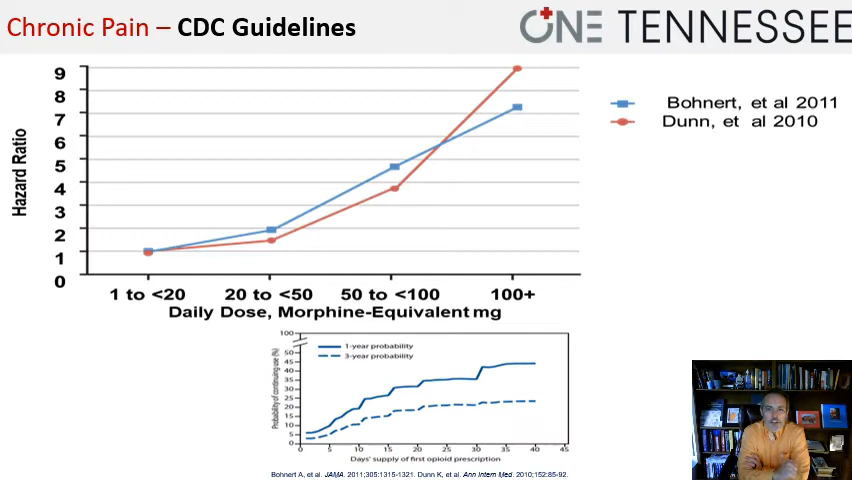 Chronic Pain – CDC Guidelines
ONE TENNESSEE
9
8
7
6
5
4
3
2
1
0
Hazard Ratio
1 to <20 20 to <50 50 to <100 100+
Daily Dose, Morphine-Equivalent mg
Bohnert, et al 2011
Dunn, et al 2010
100
50
45
40
35
30
25
20
15
10
5
0
Probability of continuing use (%)
1-year probability
3-year probability
0 5 10 15 20 25 30 35 40 45
Days' supply of first opioid prescription
Bohnert A, et al. JAMA. 2011;305:1315-1321. Dunn K, et al. Ann Intern Med. 2010;152:85-92.